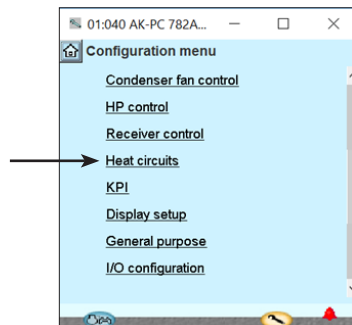 01:040 AK-PC 782A...
Configuration menu
Condenser fan control
HP control
Receiver control
Heat circuits
KPI
Display setup
General purpose
I/O configuration